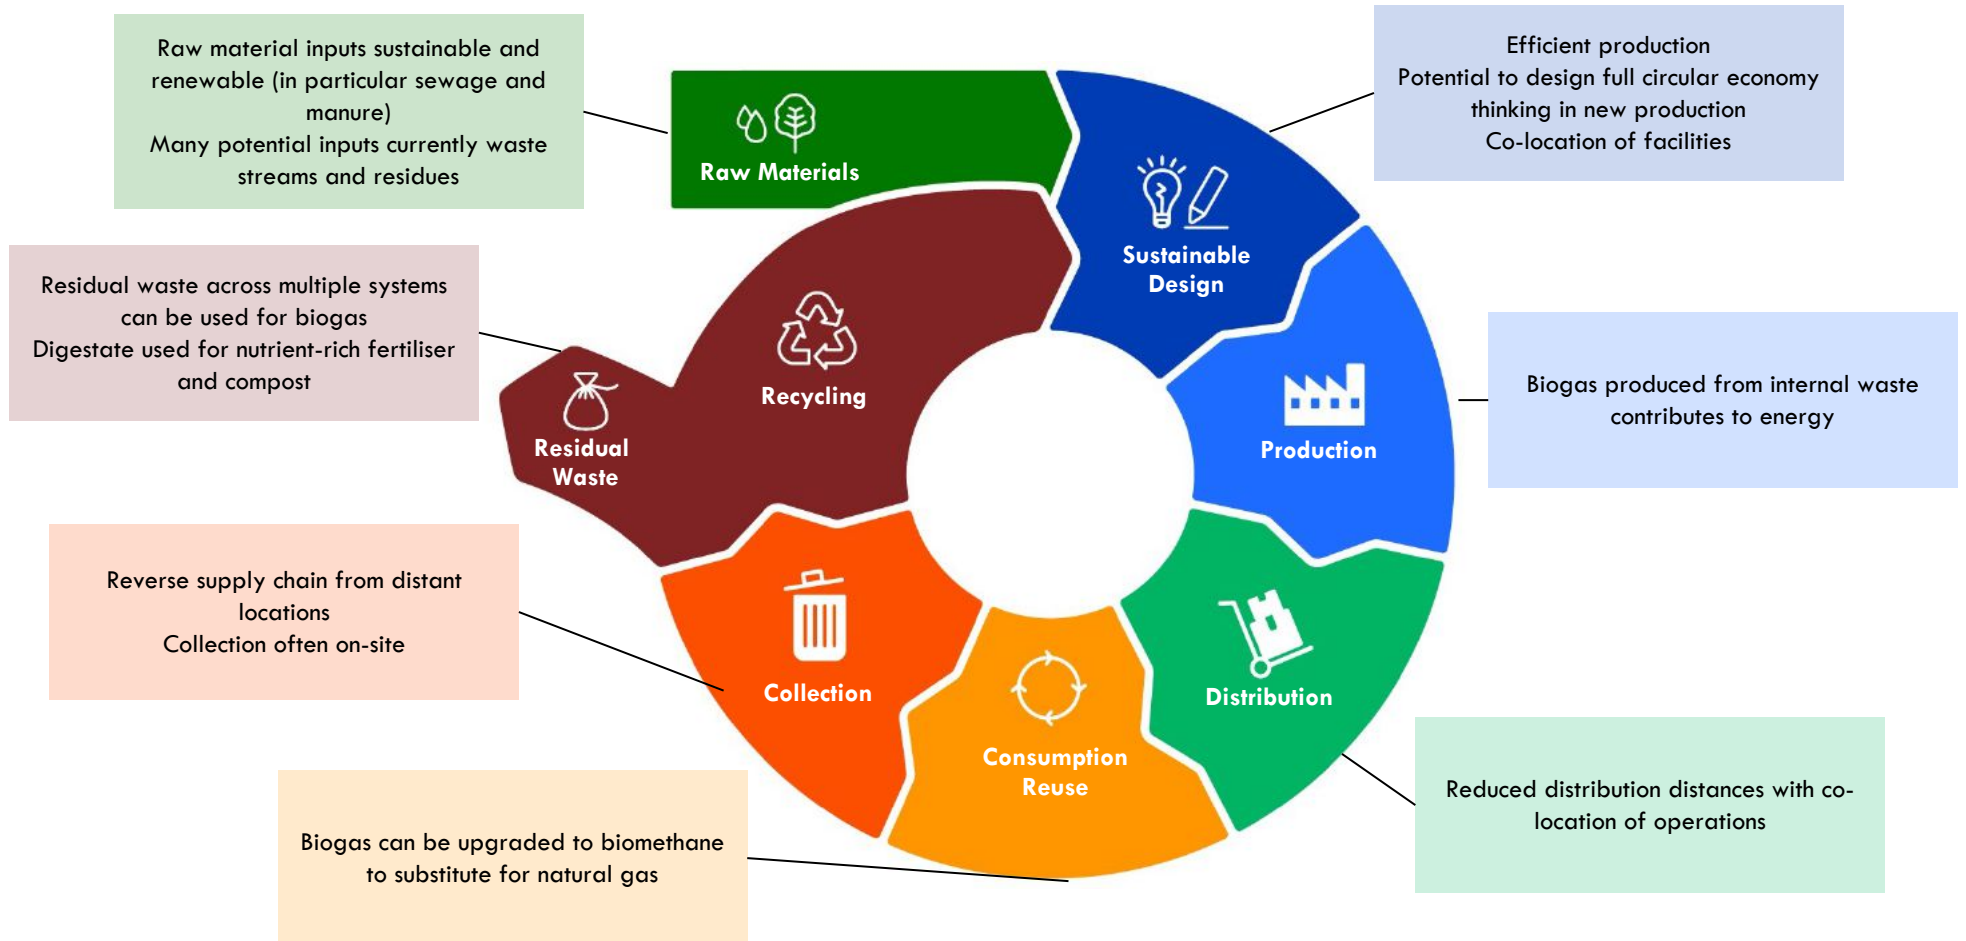 Raw material inputs sustainable and
renewable (in particular sewage and
manure)
Many potential inputs currently waste
streams and residues
Efficient production
Potential to design full circular economy
thinking in new production
Co-location of facilities
Raw Materials
Sustainable
Design
Residual waste across multiple systems
can be used for biogas
Digestate used for nutrient-rich fertiliser
and compost
Recycling
Residual
Waste
Production
Biogas produced from internal waste
contributes to energy
Reverse supply chain from distant
locations
Collection often on-site
Collection
Consumption
Reuse
Distribution
Biogas can be upgraded to biomethane
to substitute for natural gas
Reduced distribution distances with co-
location of operations